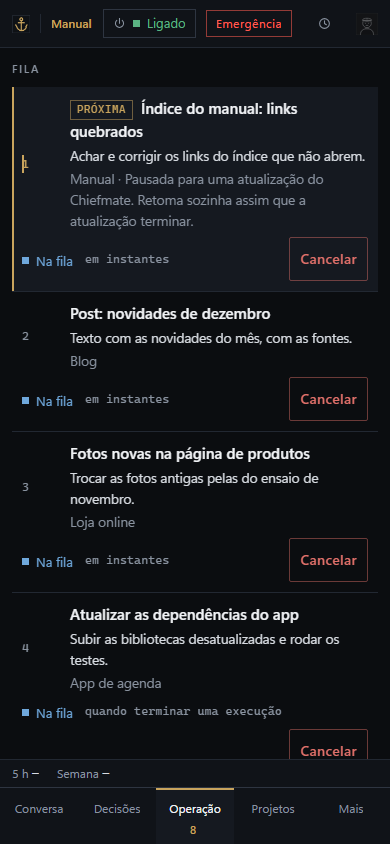 Manual
Ligado
Emergência
FILA
PRÓXIMA Índice do manual: links
quebrados
1
Achar e corrigir os links do índice que não abrem.
Manual · Pausada para uma atualização do
Chiefmate. Retoma sozinha assim que a
atualização terminar.
Na fila em instantes
Cancelar
2
Post: novidades de dezembro
Texto com as novidades do mês, com as fontes.
Blog
Na fila em instantes
Cancelar
3
Fotos novas na página de produtos
Trocar as fotos antigas pelas do ensaio de
novembro.
Loja online
Na fila em instantes
Cancelar
4
Atualizar as dependências do app
Subir as bibliotecas desatualizadas e rodar os
testes.
App de agenda
Na fila quando terminar uma execução
Cancelar
5 h — Semana —
Conversa
Decisões
Operação
8
Projetos
Mais